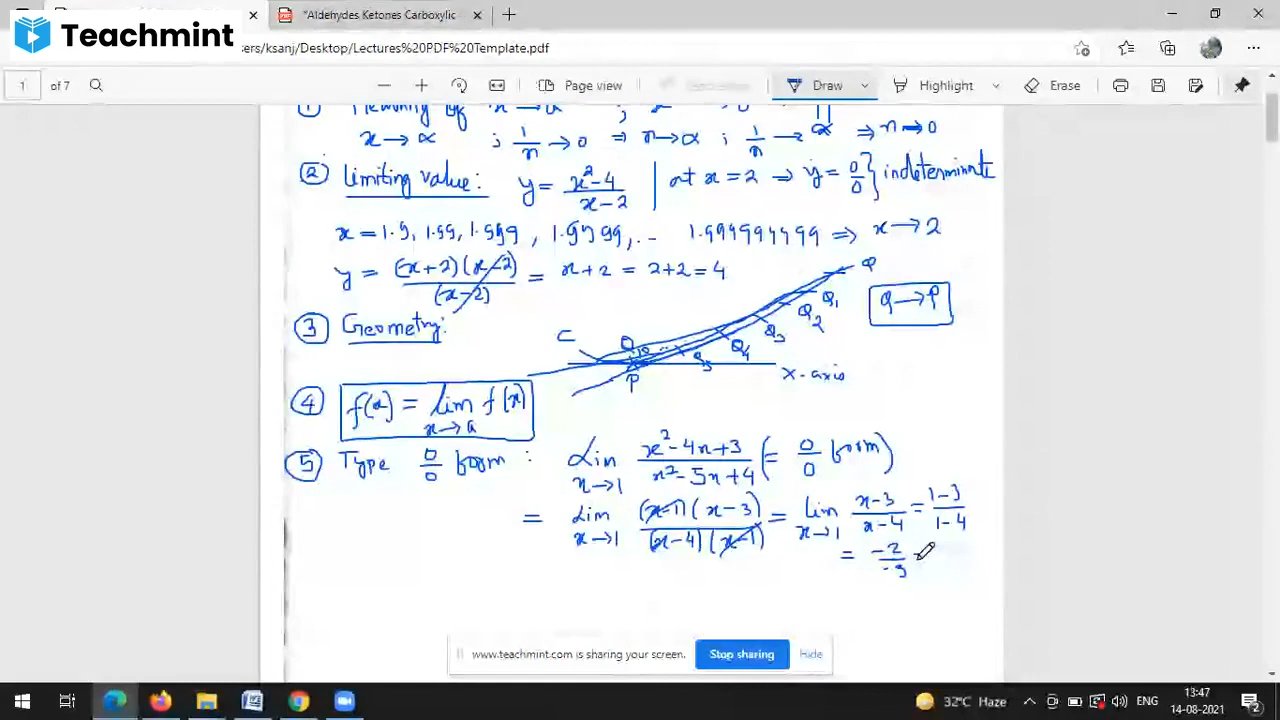 "Aldehydes Ketones Carboxylic
Teachmint
ers/ksanj/Desktop/Lectures%20PDF%20Template.pdf
1 of 7
Page view
Draw
Highlight
Erase
① Meaning of x→α
x→α ; 1/n →0 ⇒ n→α ; 1/n → α ⇒ n→0
② Limiting value: y = x²-4/x-2 | at x=2 ⇒ y = 0/0 } indeterminate
x = 1.9, 1.99, 1.999, 1.9999, .. 1.999999999 ⇒ x→2
y = (x+2)(x-2)/(x-2) = x+2 = 2+2 = 4
③ Geometry:
C
Q
Q1
Q2
Q3
Q4
Q5
P
Q→P
x-axis
④ f(a) = lim x→a f(x)
⑤ Type 0/0 form : Lim x→1 x²-4x+3/x²-5x+4 (= 0/0 form)
= Lim x→1 (x-1)(x-3)/(x-4)(x-1) = lim x→1 x-3/x-4 = 1-3/1-4
= -2/-3
www.teachmint.com is sharing your screen.
Stop sharing
Hide
32°C Haze
ENG
13:47
14-08-2021
2